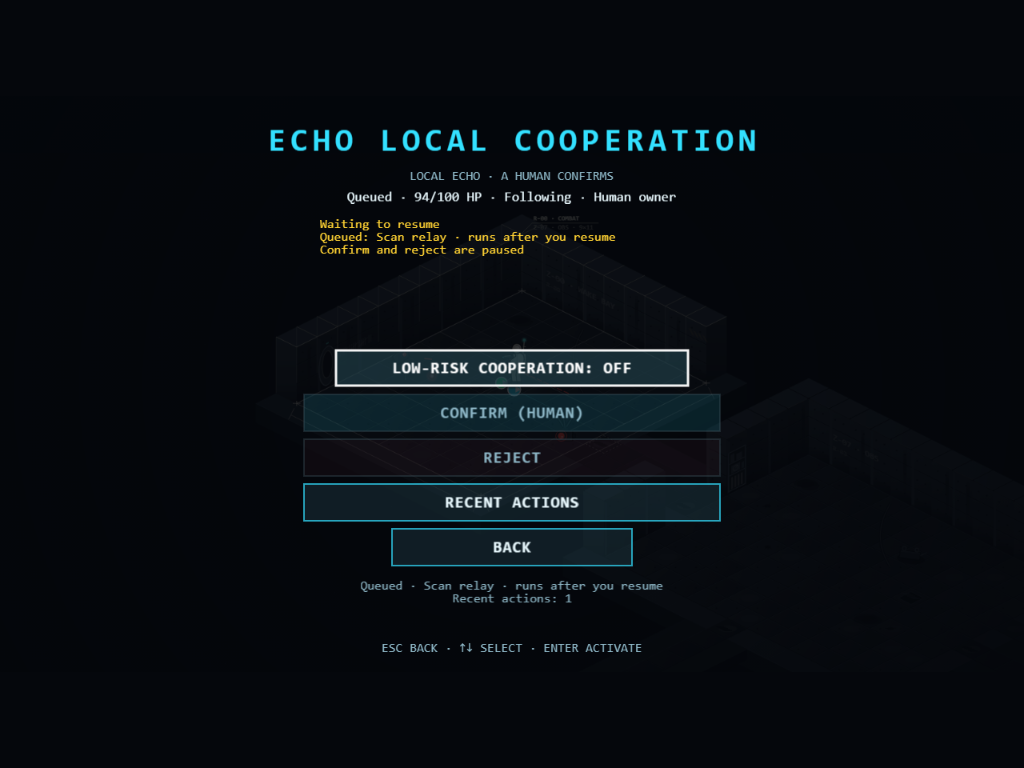 ECHO LOCAL COOPERATION
LOCAL ECHO · A HUMAN CONFIRMS
Queued · 94/100 HP · Following · Human owner
Waiting to resume
Queued: Scan relay · runs after you resume
Confirm and reject are paused
LOW-RISK COOPERATION: OFF
CONFIRM (HUMAN)
REJECT
RECENT ACTIONS
BACK
Queued · Scan relay · runs after you resume
Recent actions: 1
ESC BACK · ↑↓ SELECT · ENTER ACTIVATE